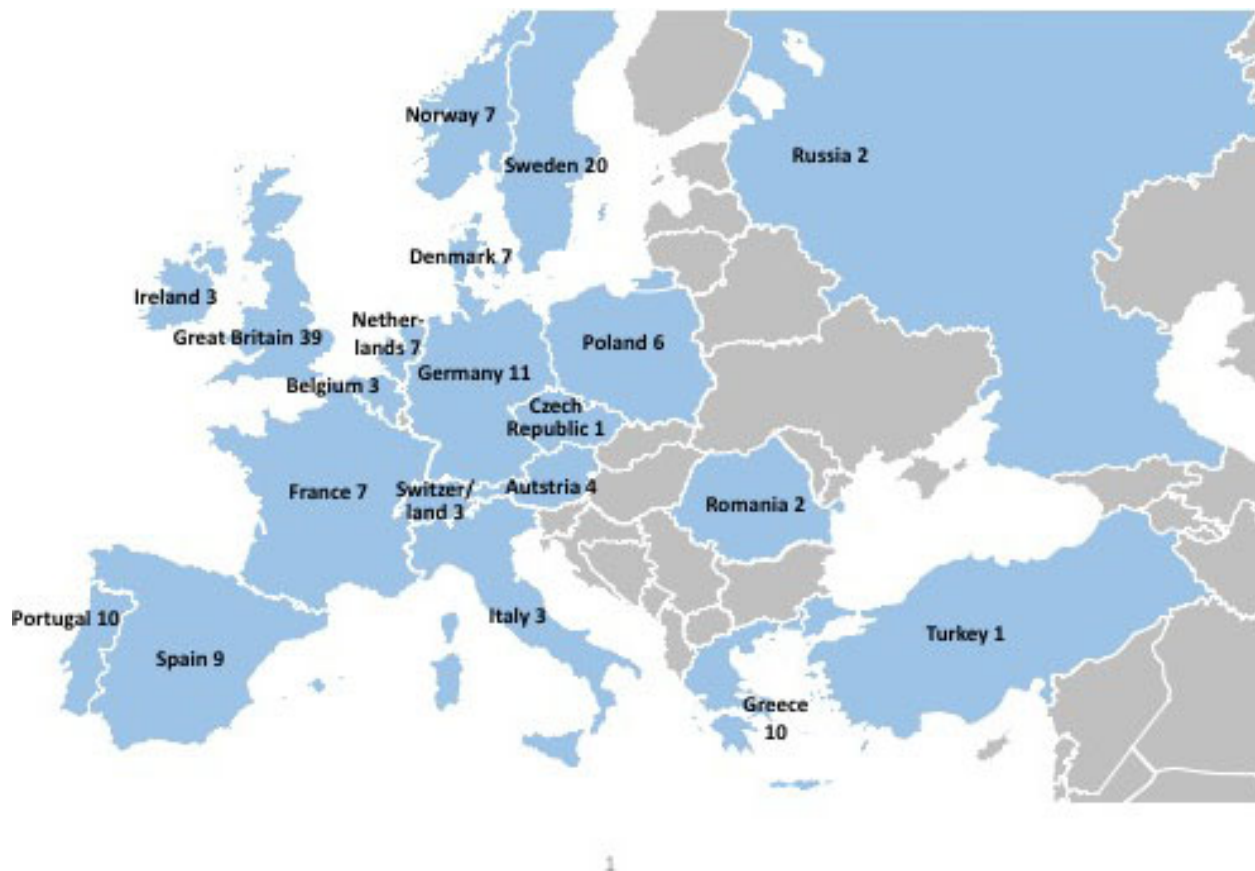 Norway 7
Sweden 20
Russia 2
Denmark 7
Ireland 3
Great Britain 39
Nether-
lands 7
Poland 6
Germany 11
Belgium 3
Czech
Republic 1
France 7
Switzer/
land 3
Autstria 4
Romania 2
Portugal 10
Spain 9
Italy 3
Turkey 1
Greece
10
1